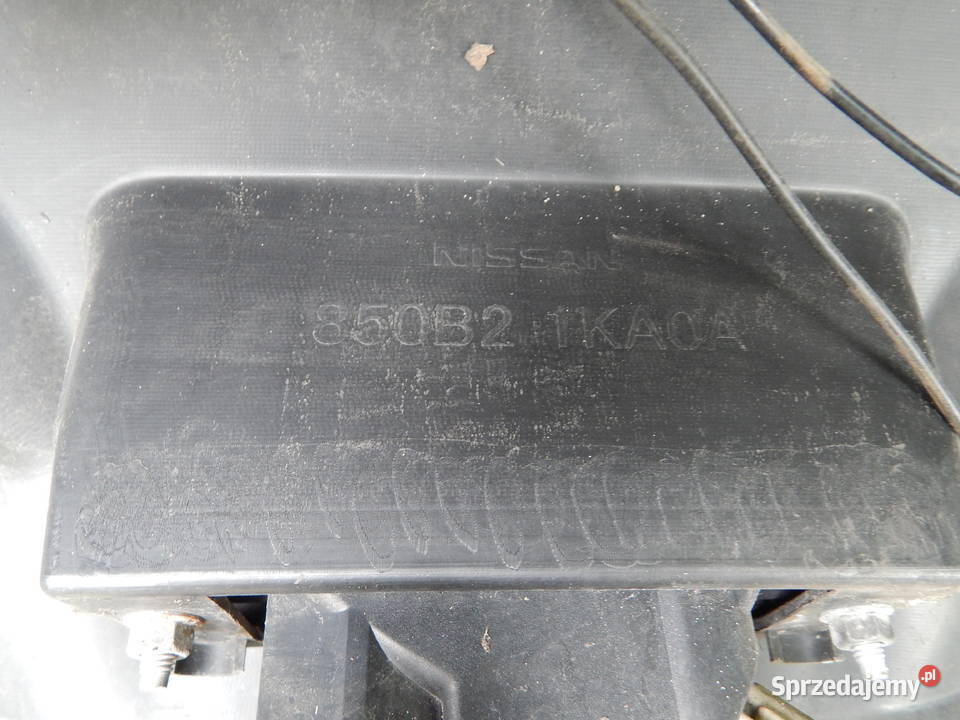 NISSAN
850B2 1KA0A
Sprzedajemy.pl